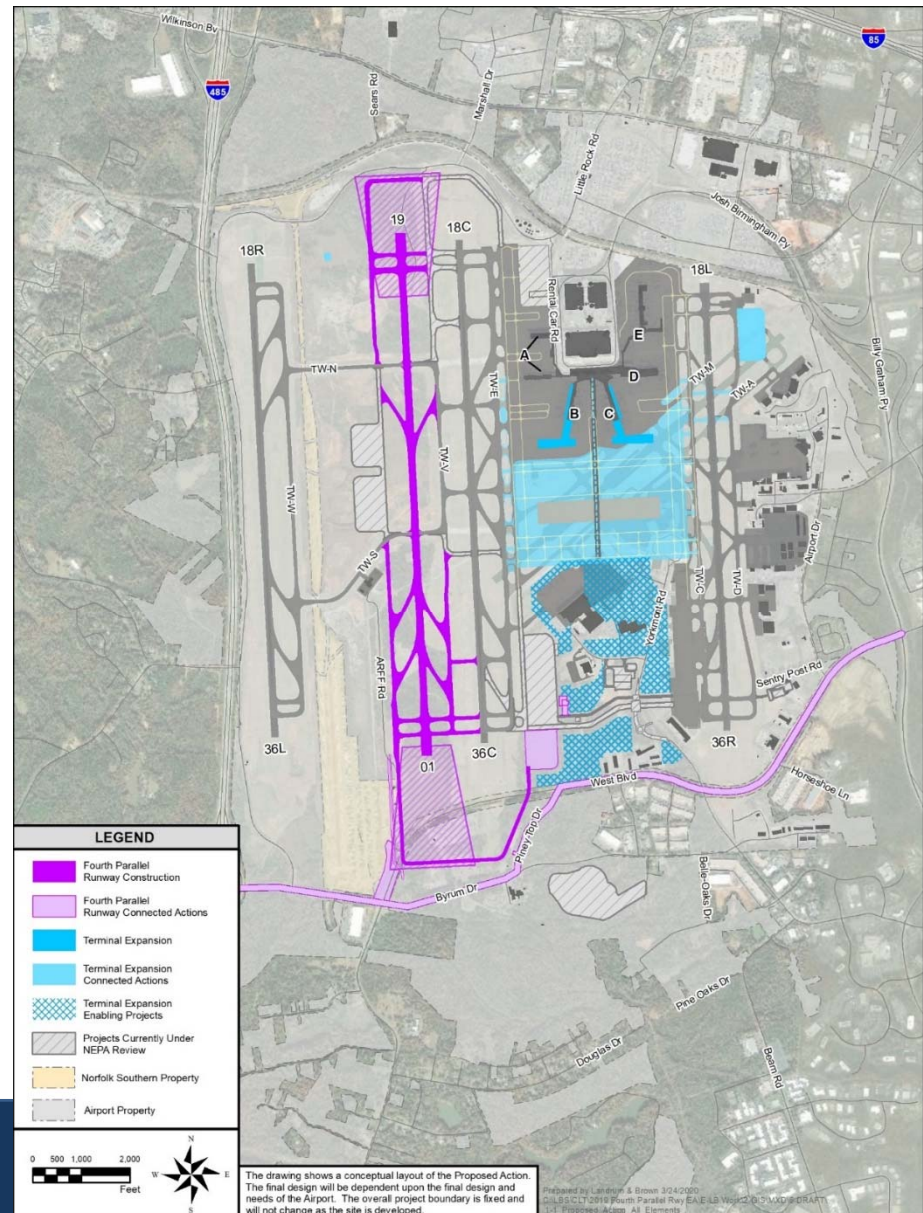 Wilkinson Bv
85
485
Sears Rd
Marshall Dr
Little Rock Rd
Josh Birmingham Py
19
18C
18R
18L
Rental Car Rd
E
A
D
TW-N
TW-E
TW-M
TW-A
Billy Graham Py
B
C
TW-V
TW-W
TW-S
Airport Dr
TW-C
TW-D
Yorkmont Rd
ARFF Rd
Sentry Post Rd
36L
36C
36R
01
West Blvd
Horseshoe Ln
Piney Top Dr
Byrum Dr
Belle-Oaks Dr
Pine Oaks Dr
Douglas Dr
Beam Rd
LEGEND
Fourth Parallel
Runway Construction
Fourth Parallel
Runway Connected Actions
Terminal Expansion
Terminal Expansion
Connected Actions
Terminal Expansion
Enabling Projects
Projects Currently Under
NEPA Review
Norfolk Southern Property
Airport Property
0 500 1,000 2,000
Feet
N
W E
S
The drawing shows a conceptual layout of the Proposed Action.
The final design will be dependent upon the final design and
needs of the Airport. The overall project boundary is fixed and
will not change as the site is developed.
Prepared by Landrum & Brown 3/24/2020